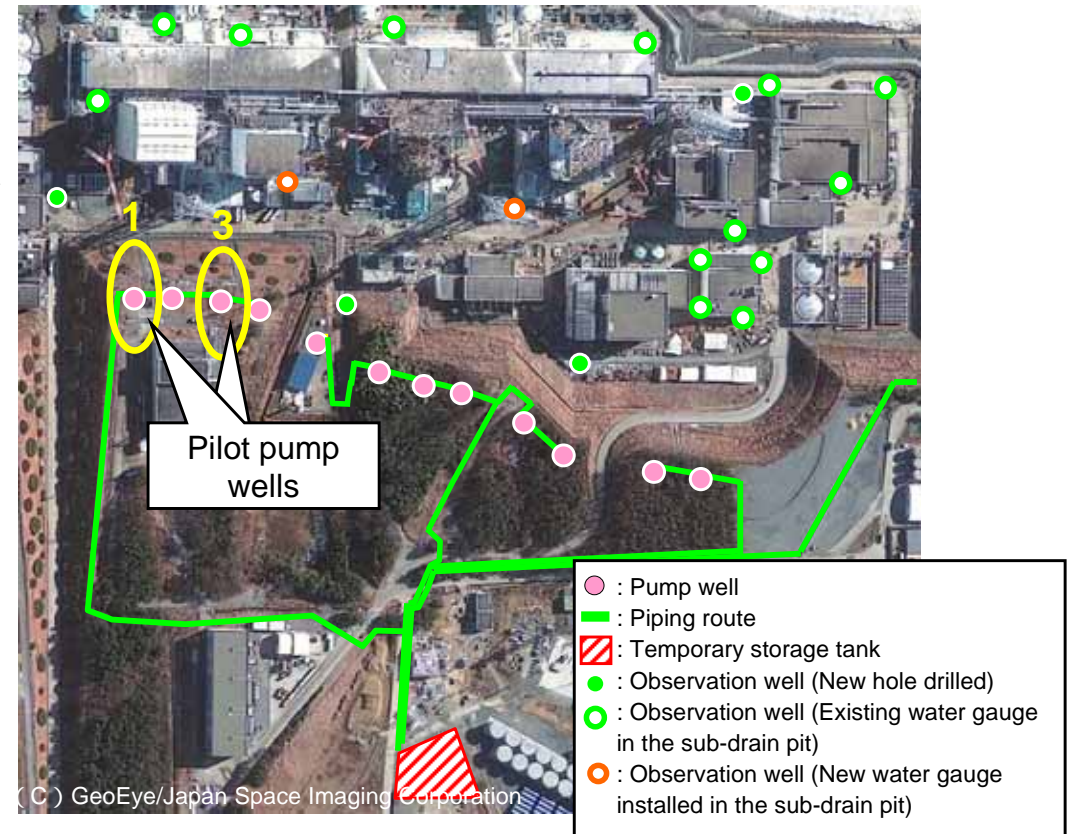 1
3
Pilot pump
wells
: Pump well
: Piping route
: Temporary storage tank
: Observation well (New hole drilled)
: Observation well (Existing water gauge
in the sub-drain pit)
: Observation well (New water gauge
installed in the sub-drain pit)
( C ) GeoEye/Japan Space Imaging Corporation